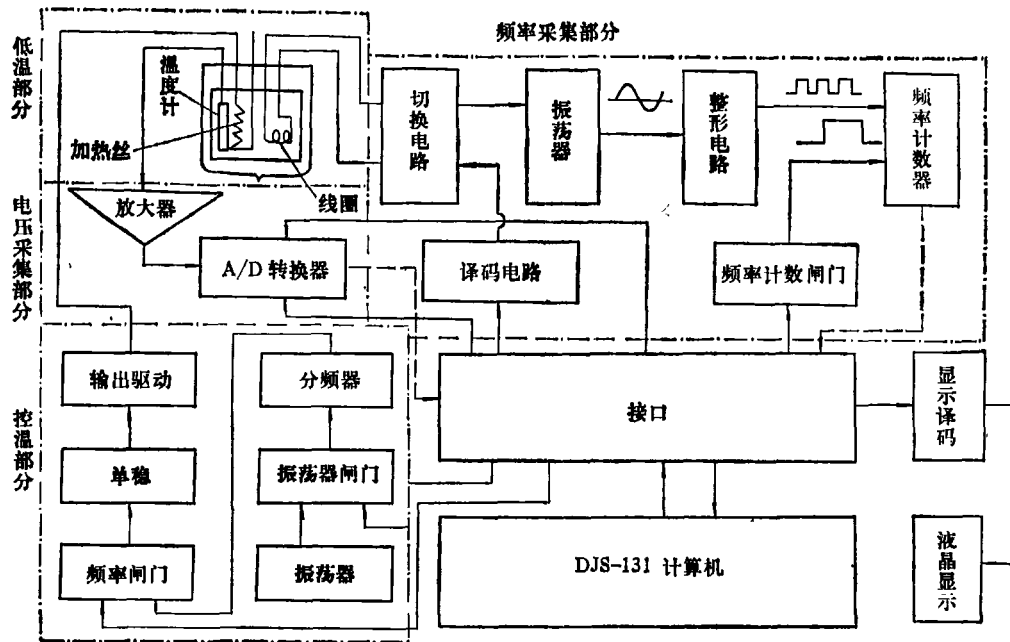 频率采集部分
低温部分
温度计
加热丝
线圈
切换电路
振荡器
整形电路
频率计数器
电压采集部分
放大器
A/D 转换器
译码电路
频率计数闸门
控温部分
输出驱动
分频器
接口
显示译码
单稳
振荡器闸门
频率闸门
振荡器
DJS-131 计算机
液晶显示